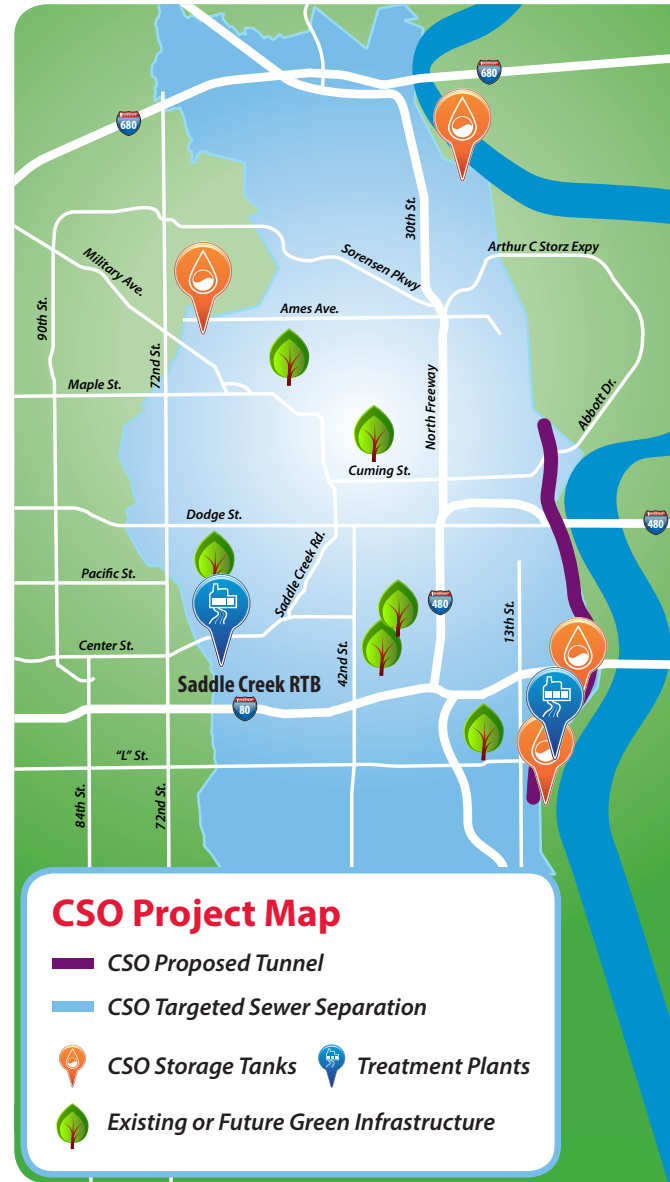 680
680
30th St.
Military Ave.
Sorensen Pkwy
Arthur C Storz Expy
90th St.
72nd St.
Ames Ave.
Maple St.
North Freeway
Abbott Dr.
Cuming St.
Dodge St.
480
Saddle Creek Rd.
Pacific St.
480
13th St.
Center St.
42nd St.
Saddle Creek RTB
80
"L" St.
84th St.
72nd St.
CSO Project Map
CSO Proposed Tunnel
CSO Targeted Sewer Separation
CSO Storage Tanks
Treatment Plants
Existing or Future Green Infrastructure